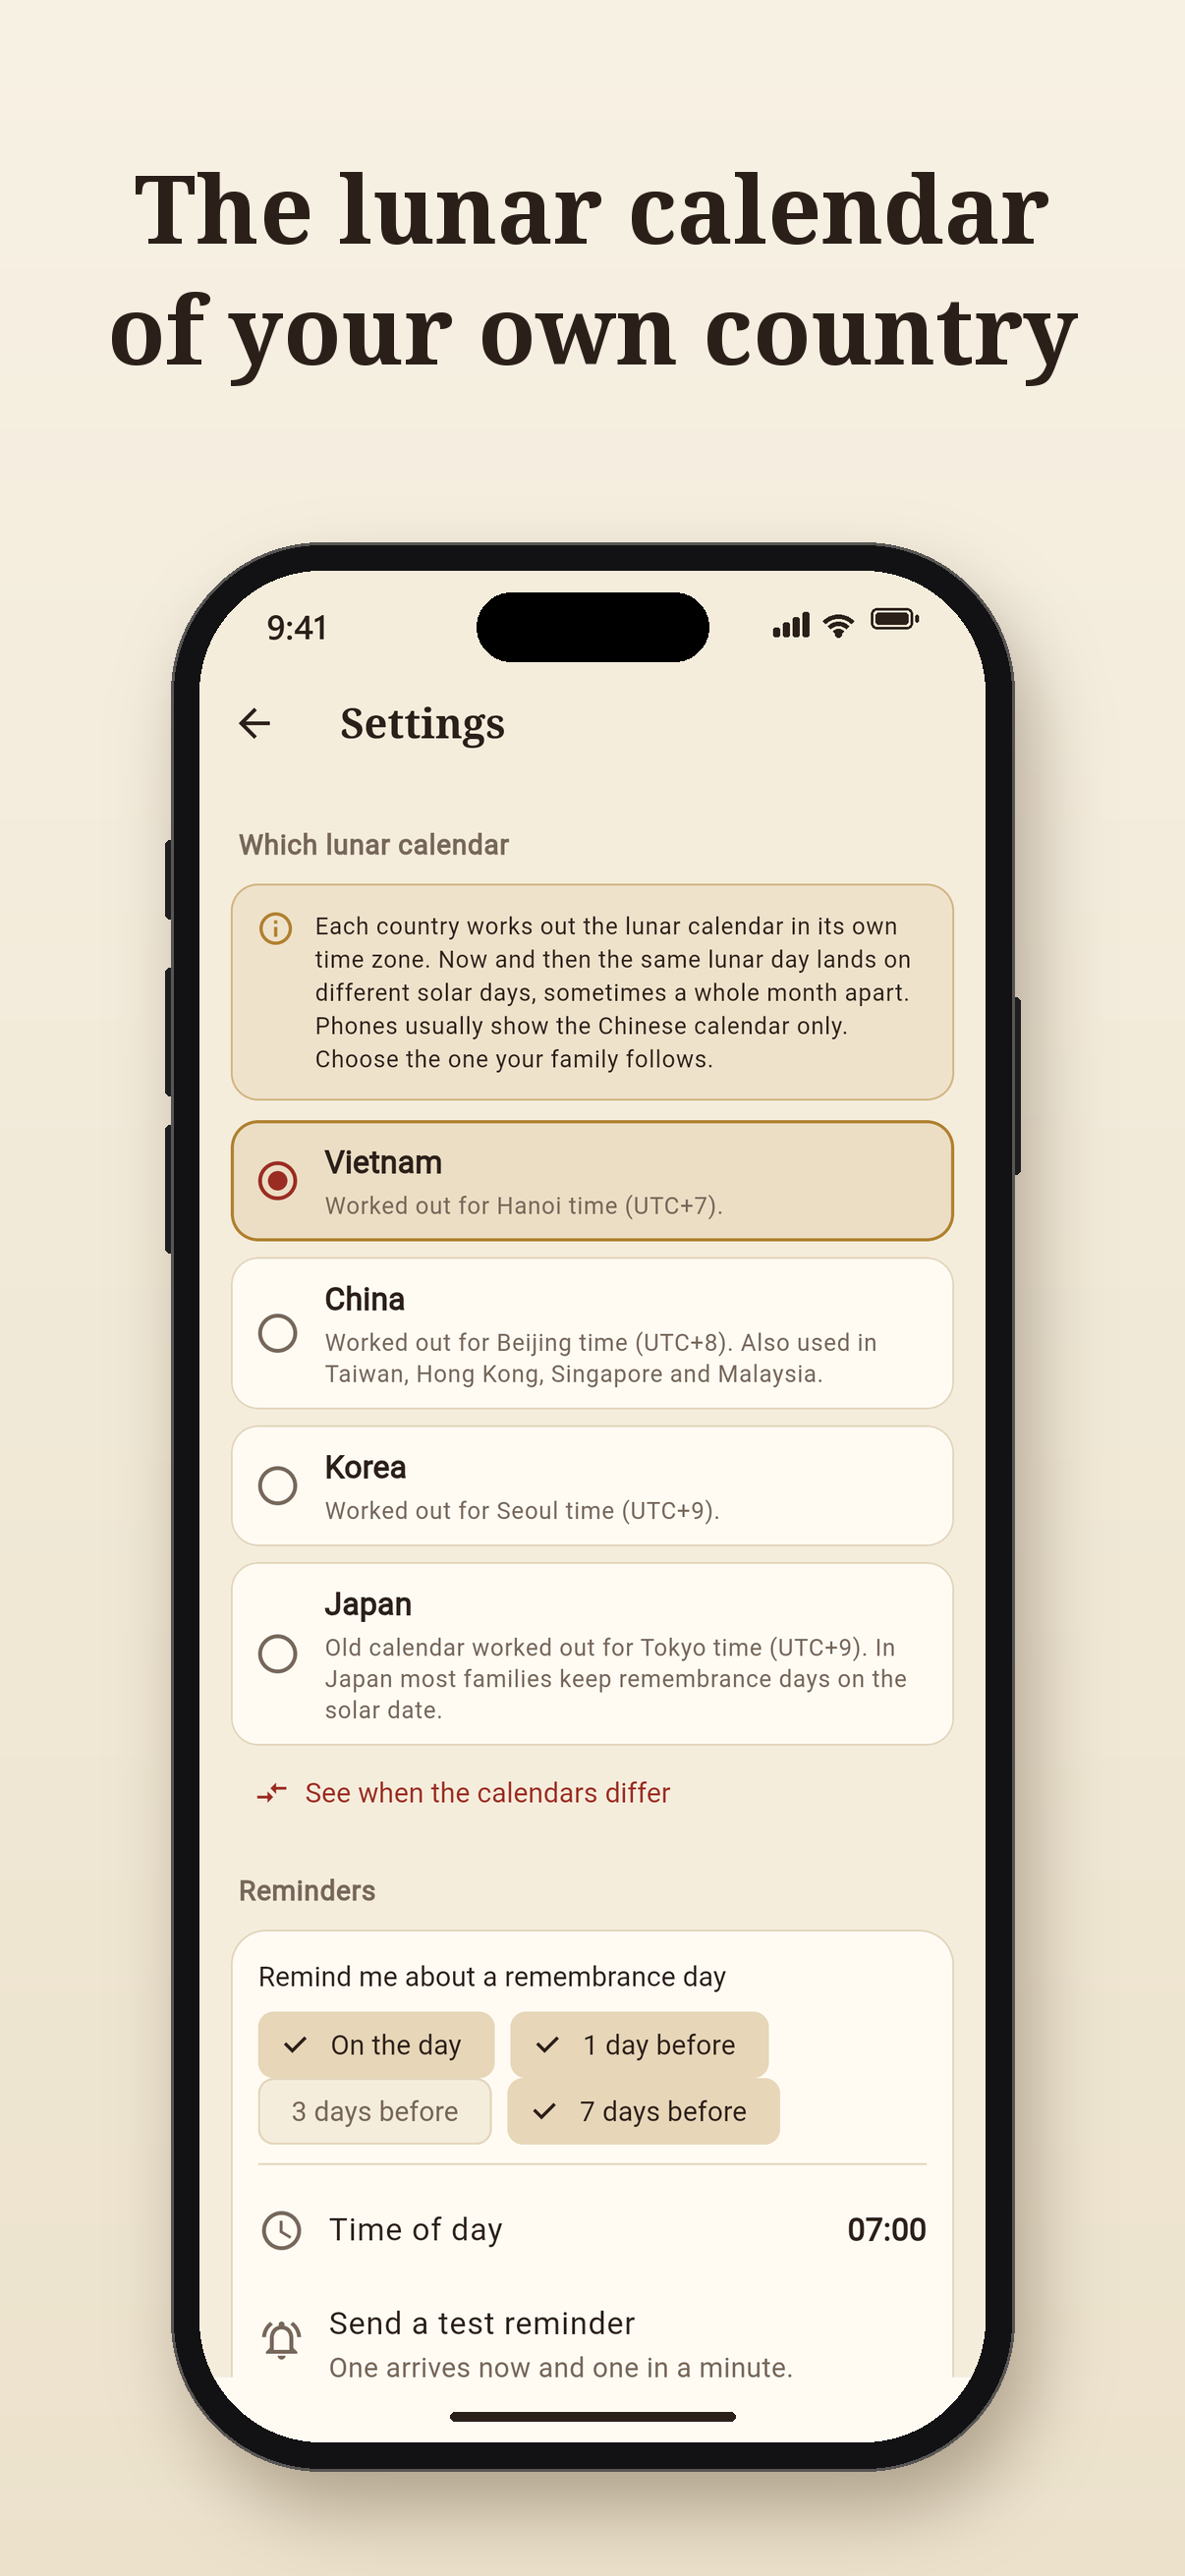 The lunar calendar
of your own country
9:41
Settings
Which lunar calendar
Each country works out the lunar calendar in its own
time zone. Now and then the same lunar day lands on
different solar days, sometimes a whole month apart.
Phones usually show the Chinese calendar only.
Choose the one your family follows.
Vietnam
Worked out for Hanoi time (UTC+7).
China
Worked out for Beijing time (UTC+8). Also used in
Taiwan, Hong Kong, Singapore and Malaysia.
Korea
Worked out for Seoul time (UTC+9).
Japan
Old calendar worked out for Tokyo time (UTC+9). In
Japan most families keep remembrance days on the
solar date.
See when the calendars differ
Reminders
Remind me about a remembrance day
On the day 1 day before
3 days before 7 days before
Time of day 07:00
Send a test reminder
One arrives now and one in a minute.